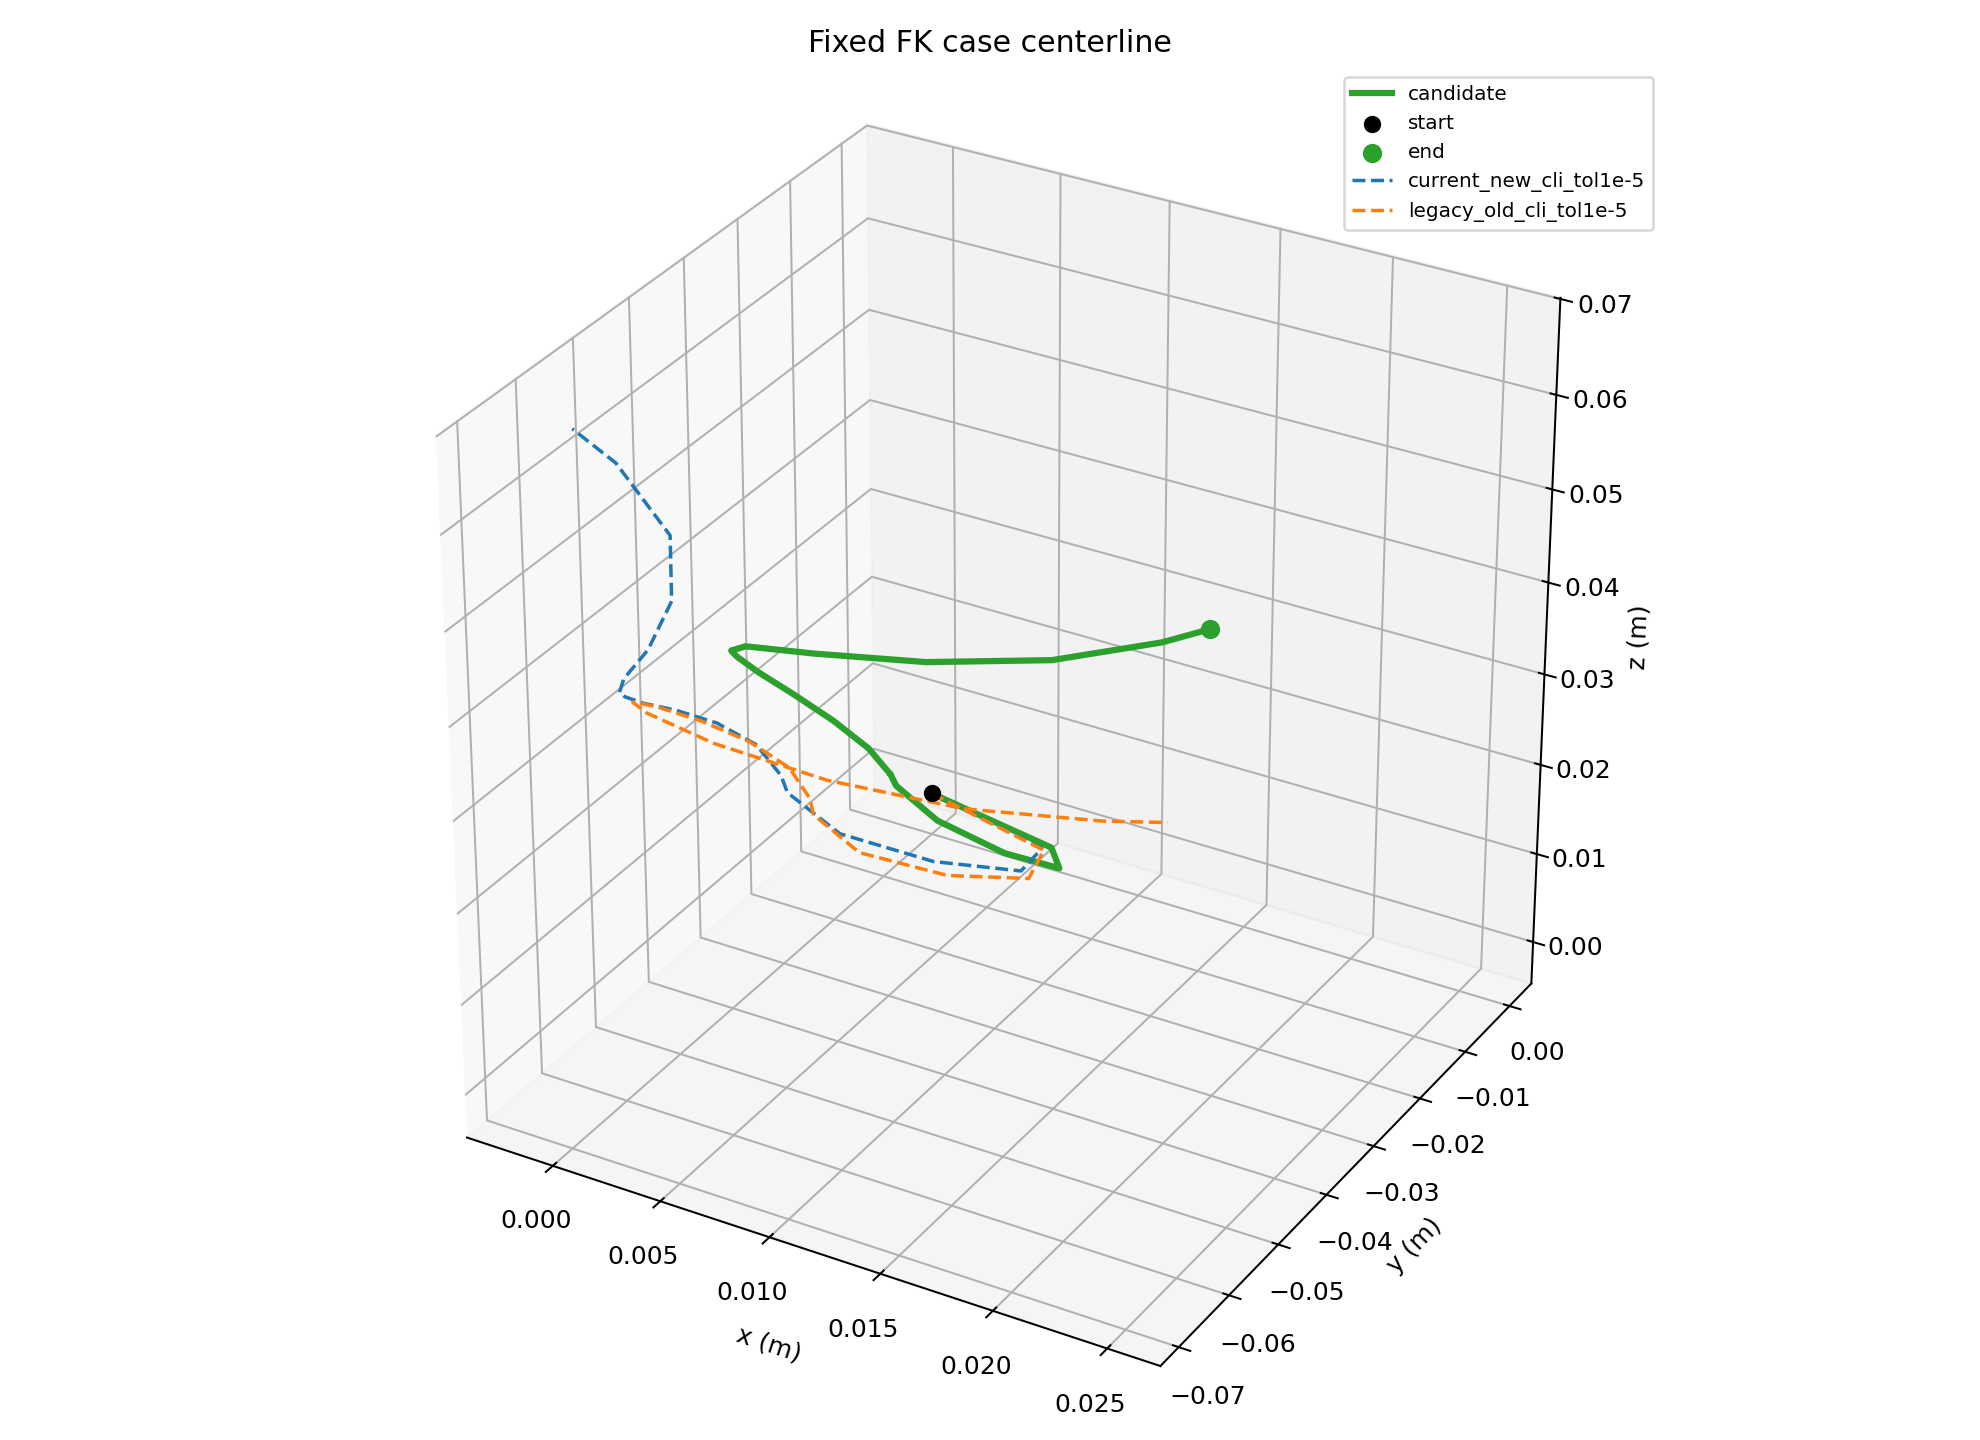 Fixed FK case centerline
candidate
start
end
current_new_cli_tol1e-5
legacy_old_cli_tol1e-5
0.07
0.06
0.05
0.04
0.03
0.02
0.01
0.00
z (m)
0.00
−0.01
−0.02
−0.03
−0.04
−0.05
−0.06
−0.07
y (m)
0.000
0.005
0.010
0.015
0.020
0.025
x (m)